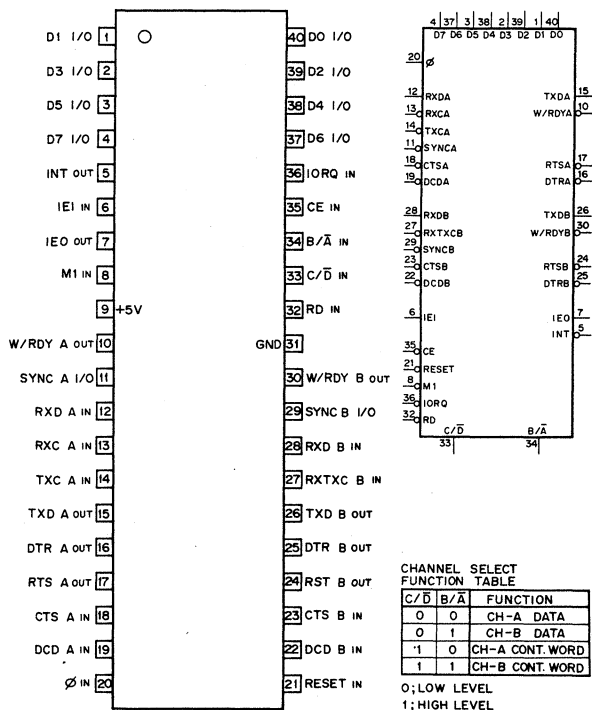 D1 I/O 1
40 D0 I/O
D3 I/O 2
39 D2 I/O
D5 I/O 3
38 D4 I/O
D7 I/O 4
37 D6 I/O
INT OUT 5
36 IORQ IN
IEI IN 6
35 CE IN
IEO OUT 7
34 B/A̅ IN
M1 IN 8
33 C/D̅ IN
9 +5V
32 RD IN
W/RDY A OUT 10
GND 31
SYNC A I/O 11
30 W/RDY B OUT
RXD A IN 12
29 SYNC B I/O
RXC A IN 13
28 RXD B IN
TXC A IN 14
27 RXTXC B IN
TXD A OUT 15
26 TXD B OUT
DTR A OUT 16
25 DTR B OUT
RTS A OUT 17
24 RST B OUT
CTS A IN 18
23 CTS B IN
DCD A IN 19
22 DCD B IN
Ø IN 20
21 RESET IN
4 37 3 38 2 39 1 40
D7 D6 D5 D4 D3 D2 D1 D0
20 Ø
12 RXDA
TXDA 15
13 RXCA
W/RDYA 10
14 TXCA
11 SYNCA
18 CTSA
RTSA 17
19 DCDA
DTRA 16
28 RXDB
TXDB 26
27 RXTXCB
W/RDYB 30
29 SYNCB
23 CTSB
RTSB 24
22 DCDB
DTRB 25
6 IEI
IEO 7
INT 5
35 CE
21 RESET
8 M1
36 IORQ
32 RD
C/D̅ B/A̅
33 34
CHANNEL SELECT
FUNCTION TABLE
C/D̅ B/A̅ FUNCTION
0 0 CH-A DATA
0 1 CH-B DATA
1 0 CH-A CONT. WORD
1 1 CH-B CONT. WORD
0; LOW LEVEL
1; HIGH LEVEL